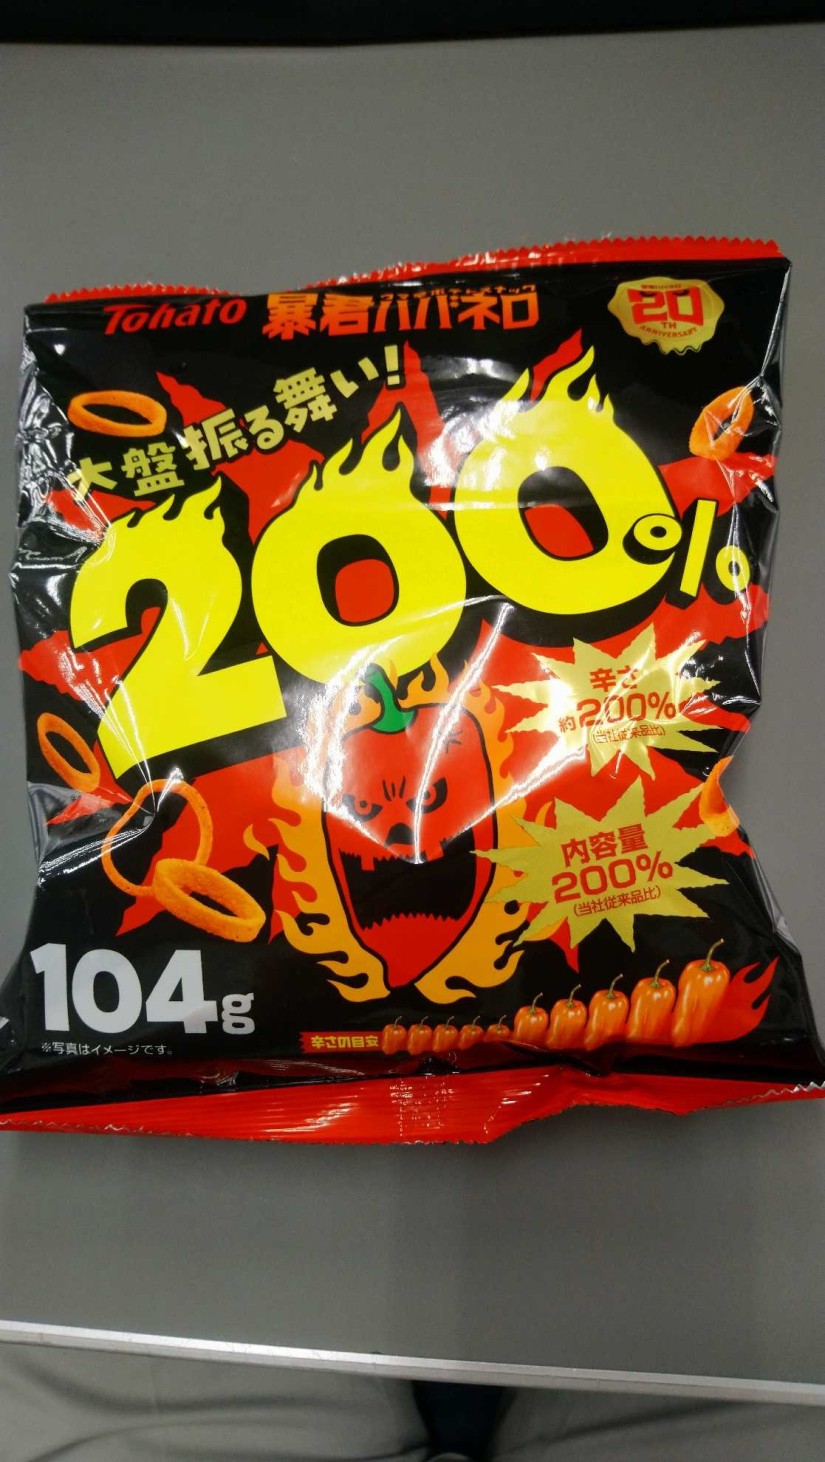 Tohato 暴君ハバネロ
20
TH
ANNIVERSARY
大盤振る舞い!
200%
辛さ
約200%
(当社従来品比)
内容量
200%
(当社従来品比)
104g
※写真はイメージです。
辛さの目安